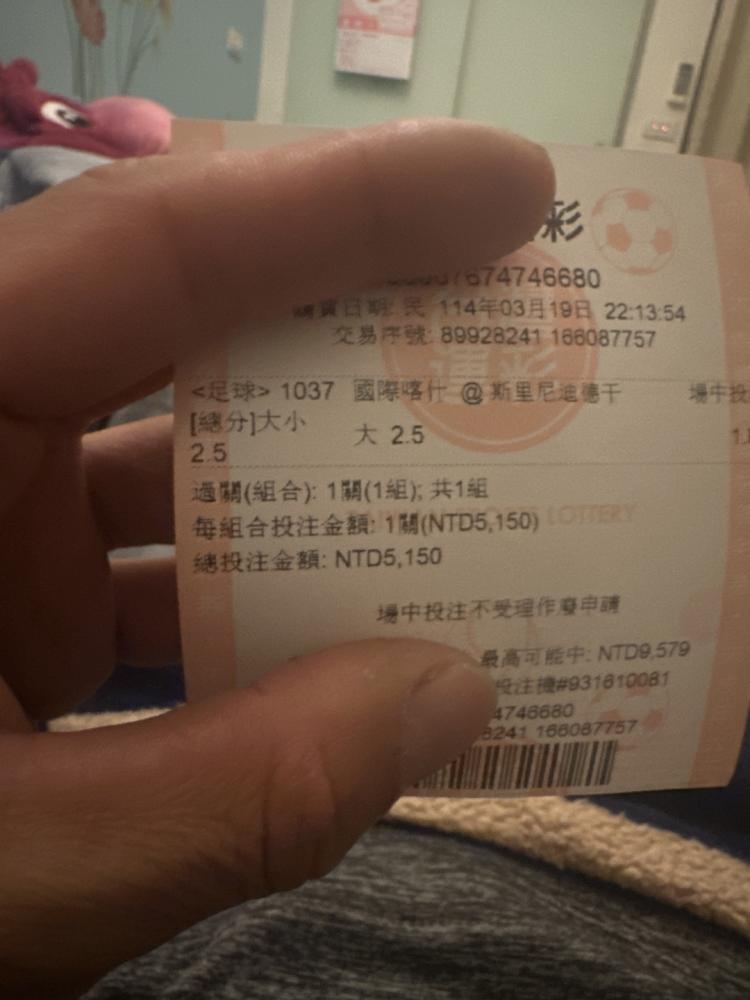 彩
7674746680
購買日期: 民 114年03月19日 22:13:54
交易序號: 89928241 166087757
運彩
<足球> 1037 國際喀什 @ 斯里尼迪德干 場中投
[總分]大小
2.5
大 2.5
1.
過關(組合): 1關(1組); 共1組
每組合投注金額: 1關(NTD5,150)
LOTTERY
總投注金額: NTD5,150
場中投注不受理作廢申請
最高可能中: NTD9,579
投注機#931610081
4746680
8241 166087757